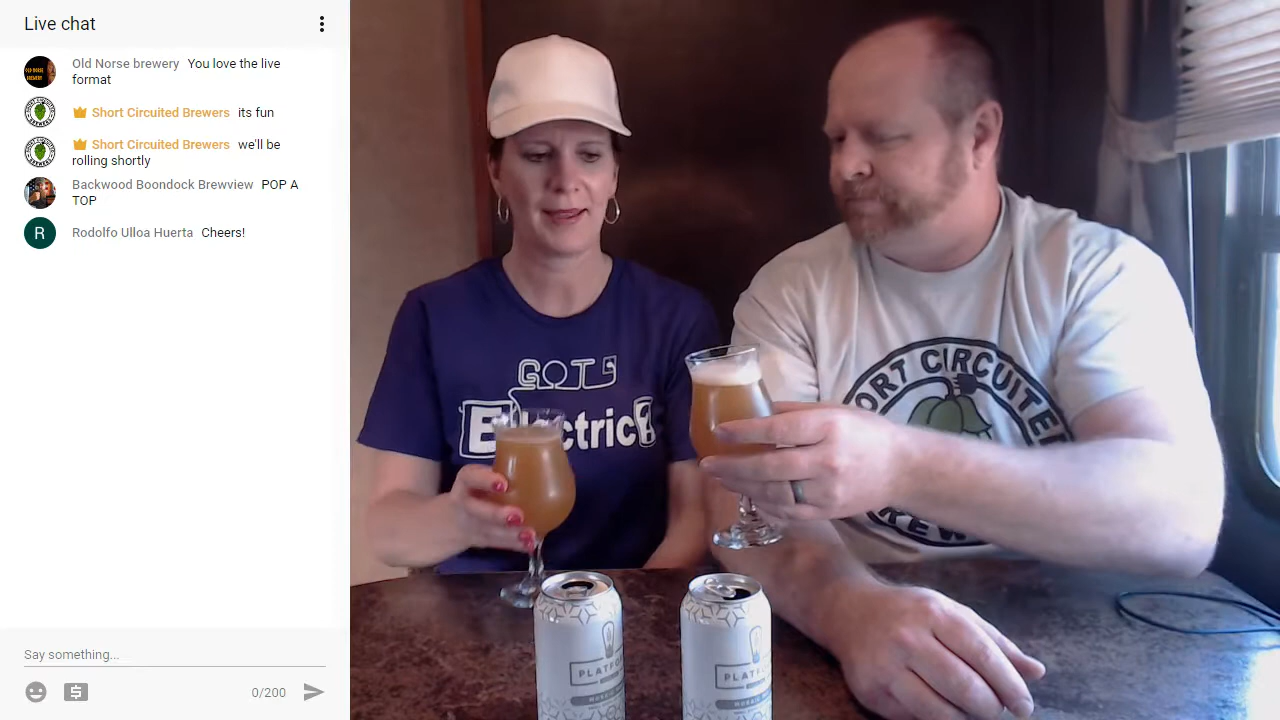 Live chat
Old Norse brewery You love the live
format
Short Circuited Brewers its fun
Short Circuited Brewers we'll be
rolling shortly
Backwood Boondock Brewview POP A
TOP
R Rodolfo Ulloa Huerta Cheers!
Say something...
0/200
GOT
Electric?
ORT CIRCUITE
REW
PLATFO
PLATFO